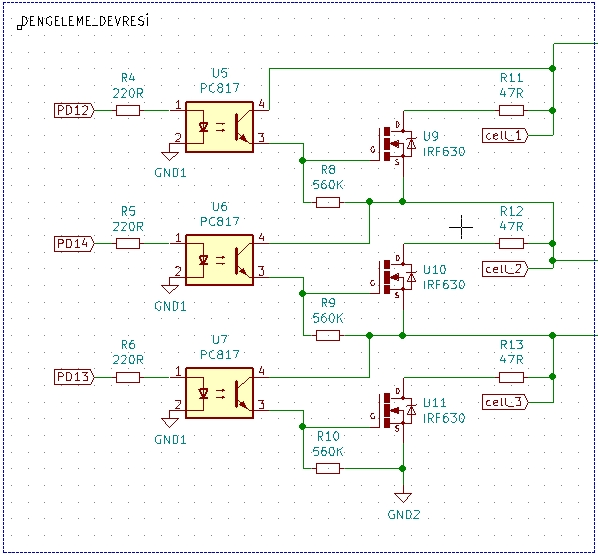 DENGELEME_DEVRESİ
U5
PC817
R4
220R
PD12
1
2
4
3
GND1
R11
47R
cell_1
D
G
S
U9
IRF630
R8
560K
U6
PC817
R5
220R
PD14
1
2
4
3
GND1
R12
47R
cell_2
D
G
S
U10
IRF630
R9
560K
U7
PC817
R6
220R
PD13
1
2
4
3
GND1
R13
47R
cell_3
D
G
S
U11
IRF630
R10
560K
GND2